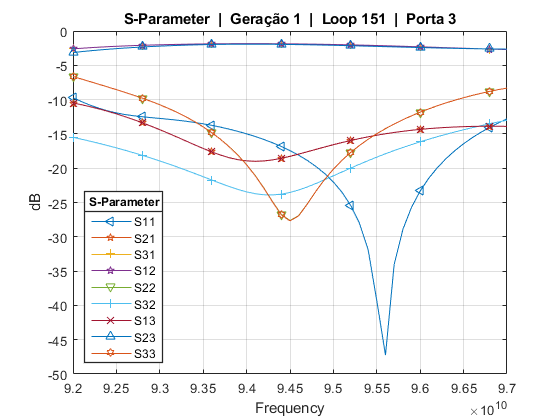 S-Parameter | Geração 1 | Loop 151 | Porta 3
0
-5
-10
-15
-20
-25
-30
-35
-40
-45
-50
dB
S-Parameter
S11
S21
S31
S12
S22
S32
S13
S23
S33
9.2 9.25 9.3 9.35 9.4 9.45 9.5 9.55 9.6 9.65 9.7
Frequency
×10^10